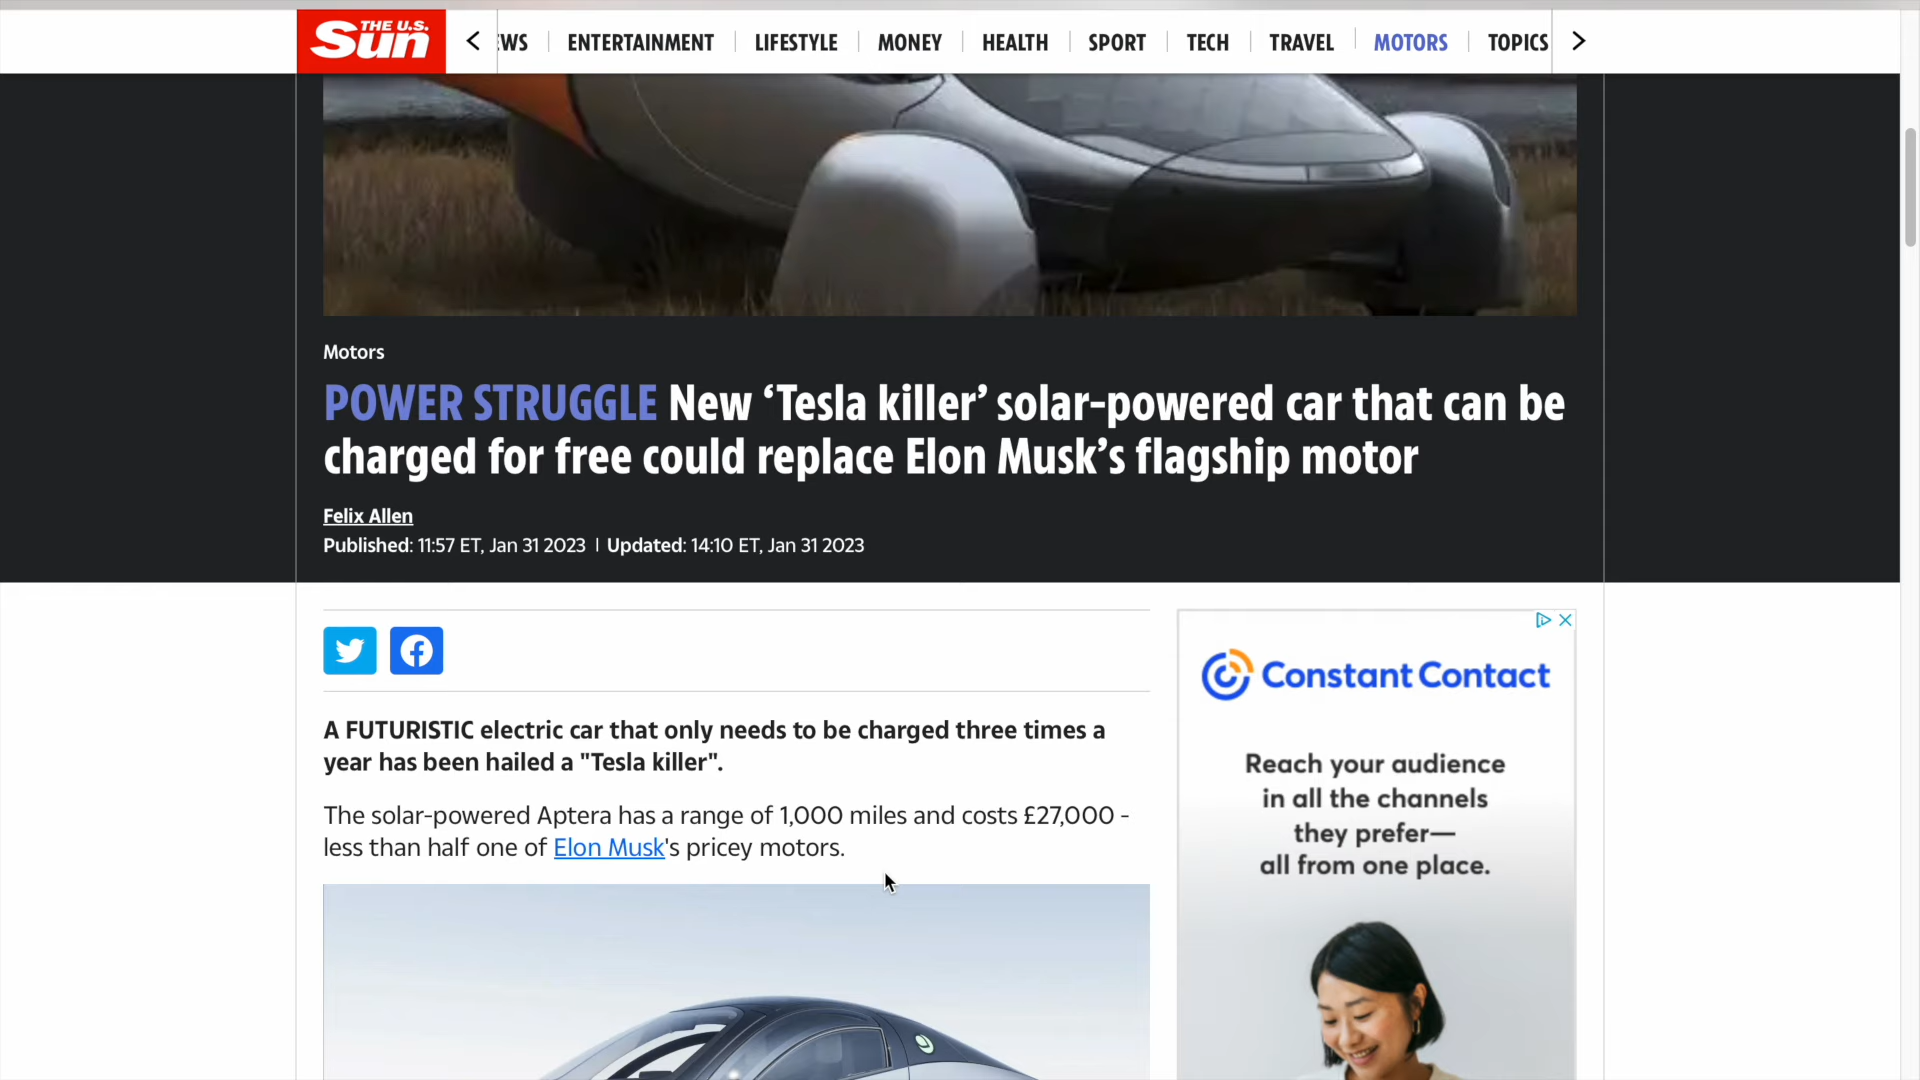 THE U.S.
Sun
WS
ENTERTAINMENT
LIFESTYLE
MONEY
HEALTH
SPORT
TECH
TRAVEL
MOTORS
TOPICS
Motors
POWER STRUGGLE New ‘Tesla killer’ solar-powered car that can be
charged for free could replace Elon Musk’s flagship motor
Felix Allen
Published: 11:57 ET, Jan 31 2023 | Updated: 14:10 ET, Jan 31 2023
A FUTURISTIC electric car that only needs to be charged three times a
year has been hailed a "Tesla killer".
The solar-powered Aptera has a range of 1,000 miles and costs £27,000 -
less than half one of Elon Musk's pricey motors.
Constant Contact
Reach your audience
in all the channels
they prefer—
all from one place.